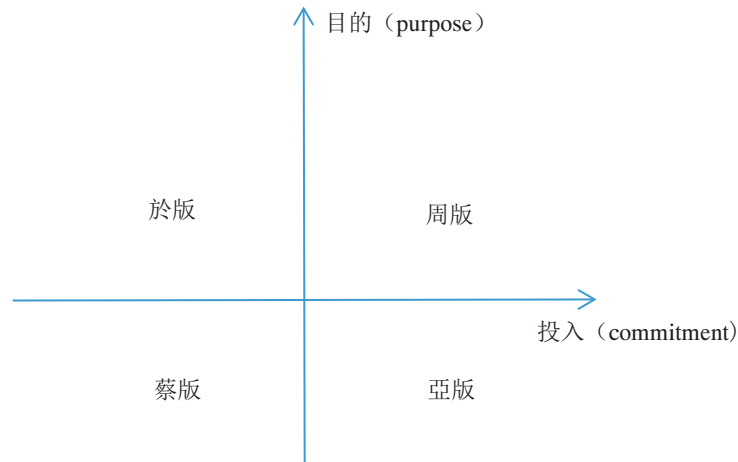 目的（purpose）
於版
周版
投入（commitment)
蔡版
亞版